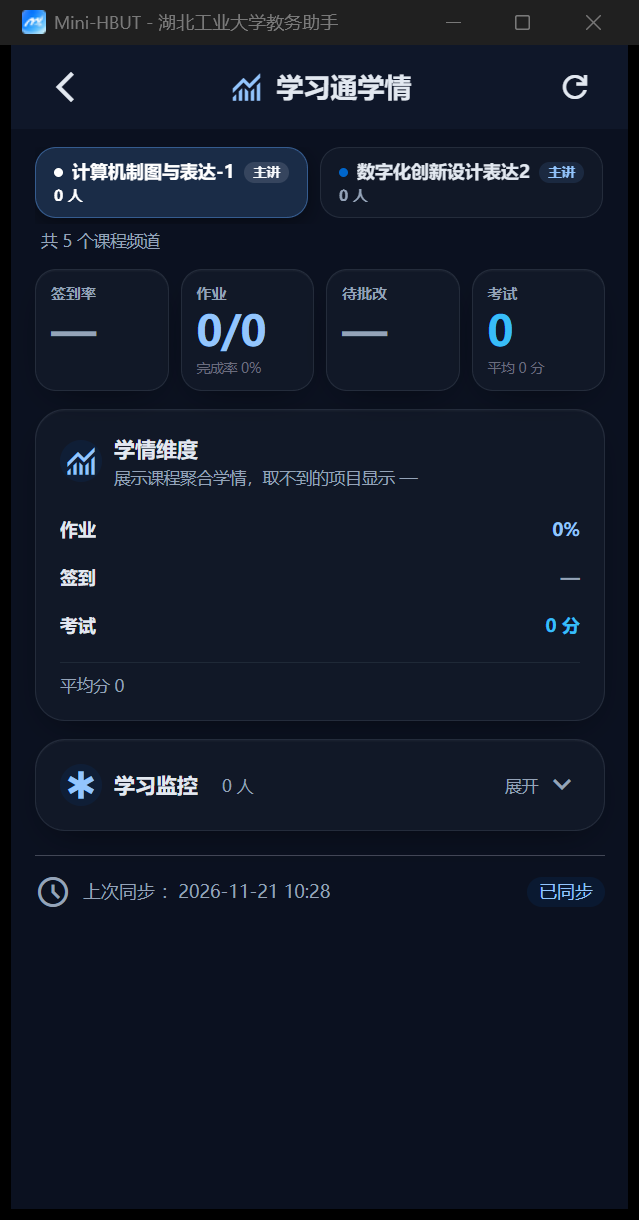 Mini-HBUT - 湖北工业大学教务助手
学习通学情
计算机制图与表达-1 主讲
0 人
数字化创新设计表达2 主讲
0 人
共 5 个课程频道
签到率
—
作业
0/0
完成率 0%
待批改
—
考试
0
平均 0 分
学情维度
展示课程聚合学情，取不到的项目显示 —
作业 0%
签到 —
考试 0 分
平均分 0
学习监控 0 人 展开
上次同步： 2026-11-21 10:28 已同步